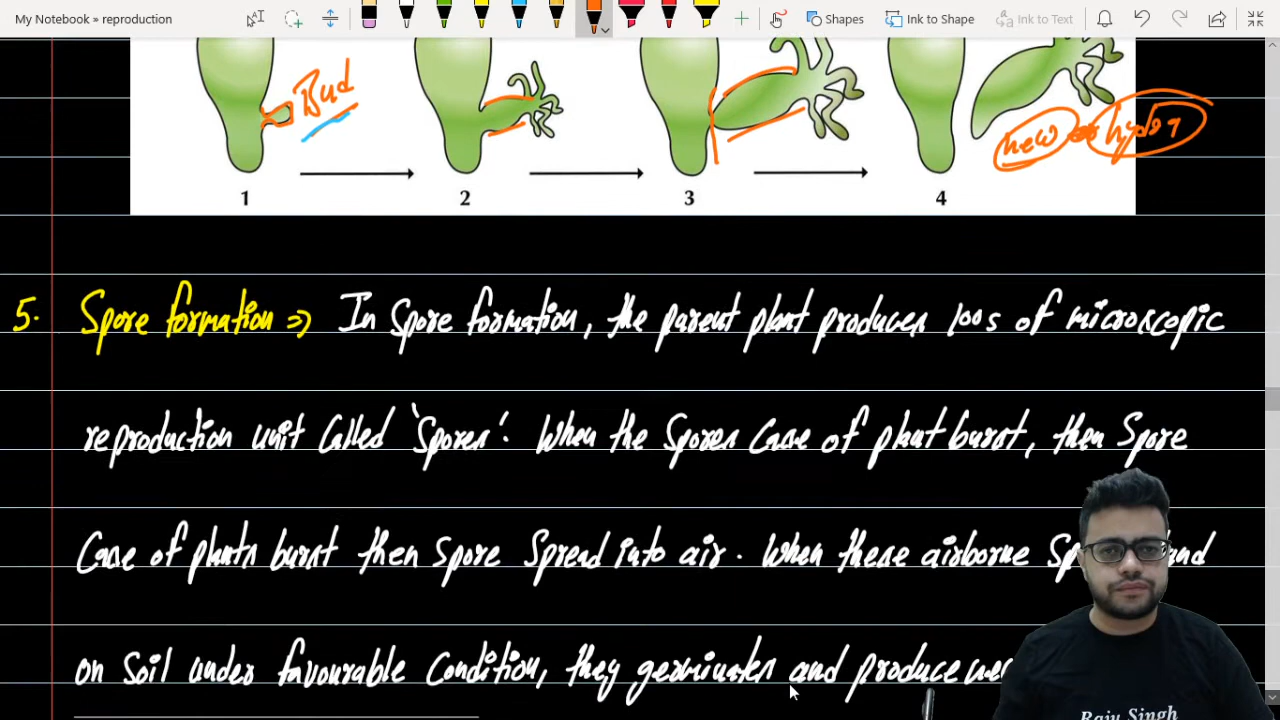 My Notebook » reproduction
Shapes
Ink to Shape
Ink to Text
Bud
new hydra
1
2
3
4
5. Spore formation ⇒ In Spore formation, the parent plant produces 100s of microscopic
reproduction unit Called 'Spores'. When the Spores Case of plant burst, then Spore
Case of plants burst then Spore Spread into air. When these airborne and
on Soil under favourable Condition, they germinates and produce
Raju Singh